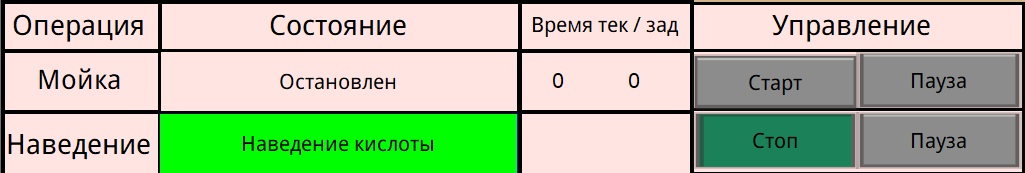 Операция Состояние Время тек / зад Управление
Мойка Остановлен 0 0 Старт Пауза
Наведение Наведение кислоты Стоп Пауза